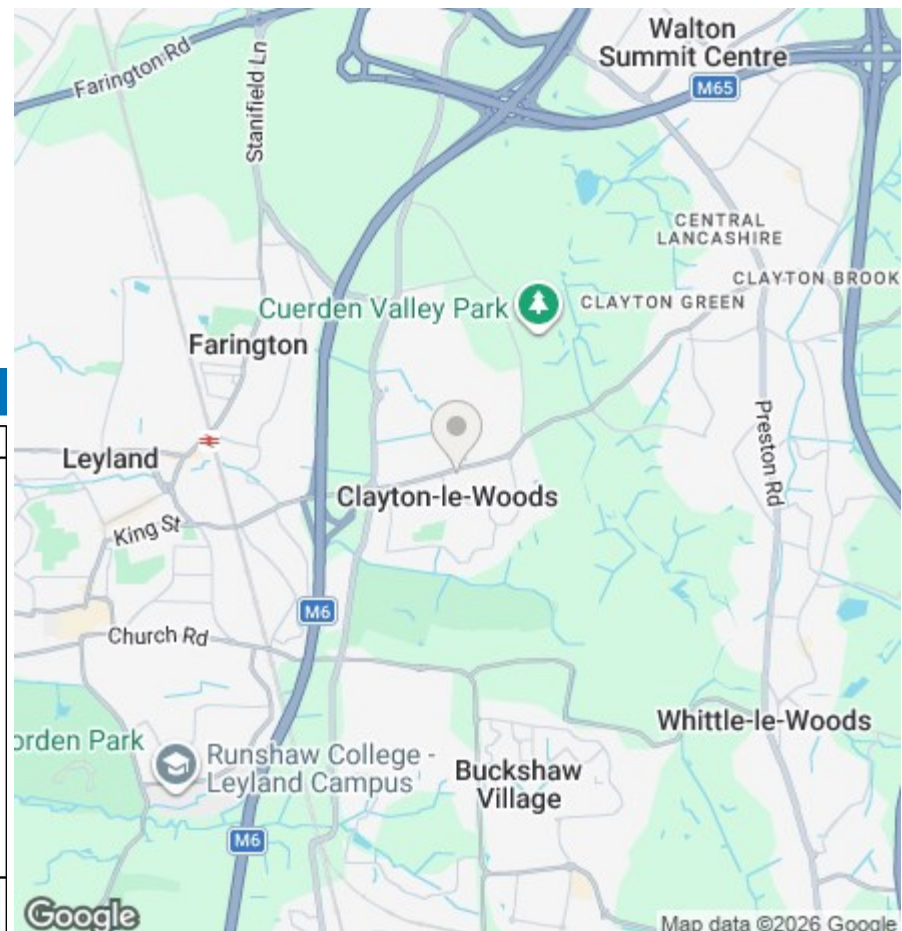 Walton
Summit Centre
Farington Rd
M65
Stanifield Ln
CENTRAL
LANCASHIRE
CLAYTON BROOK
Cuerden Valley Park
CLAYTON GREEN
Farington
Preston Rd
Leyland
Clayton-le-Woods
King St
M6
Church Rd
Whittle-le-Woods
orden Park
Runshaw College -
Leyland Campus
Buckshaw
Village
M6
Google
Map data ©2026 Google